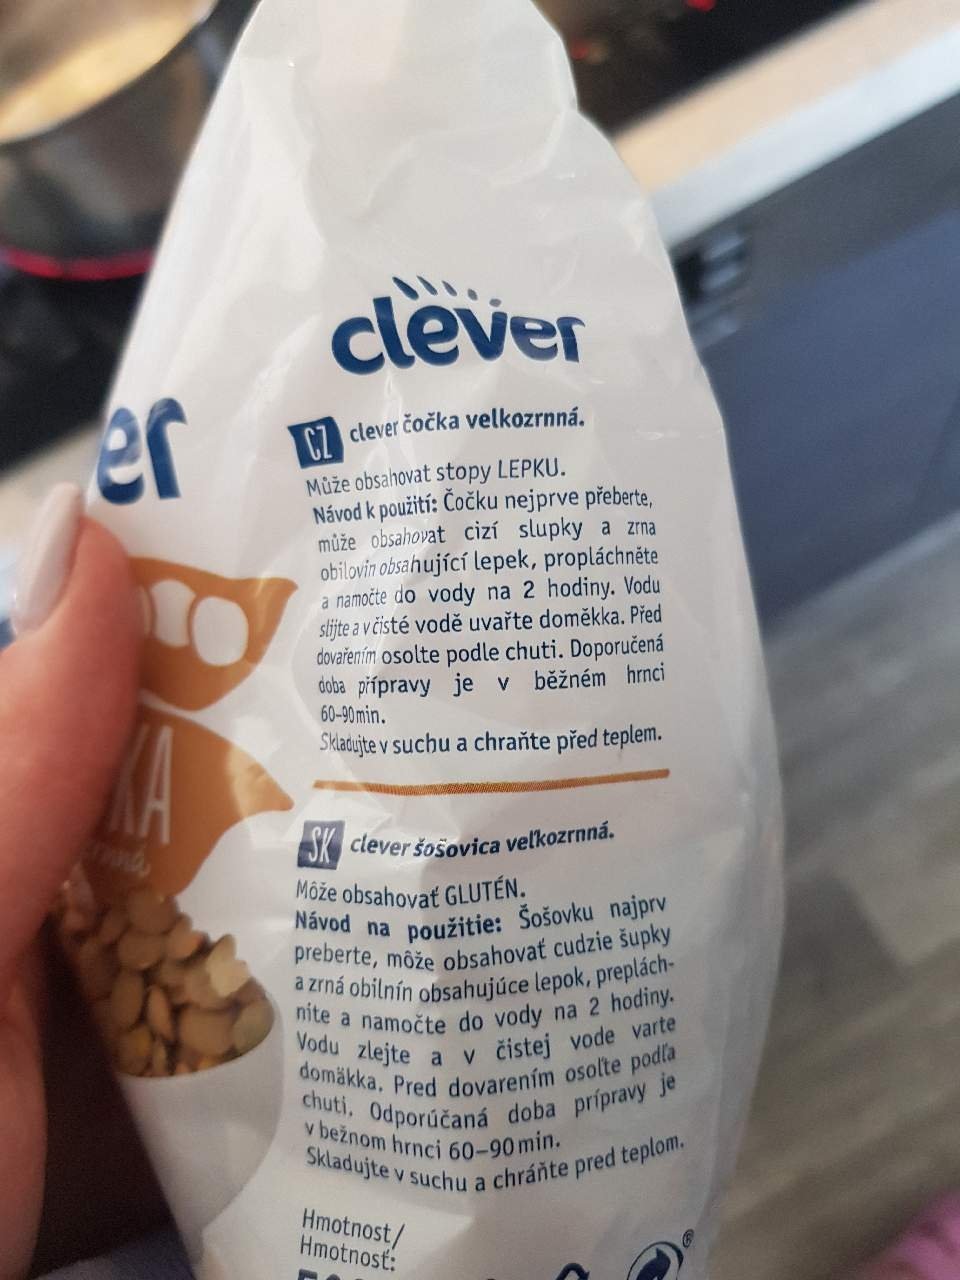 clever
er
CZ clever čočka velkozrnná.
Může obsahovat stopy LEPKU.
Návod k použití: Čočku nejprve přeberte,
může obsahovat cizí slupky a zrna
obilovin obsahující lepek, propláchněte
a namočte do vody na 2 hodiny. Vodu
slijte a v čisté vodě uvařte doměkka. Před
dovařením osolte podle chuti. Doporučená
doba přípravy je v běžném hrnci
60-90min.
Skladujte v suchu a chraňte před teplem.
KA
SK clever šošovica veľkozrnná.
Môže obsahovať GLUTÉN.
Návod na použitie: Šošovku najprv
preberte, môže obsahovať cudzie šupky
a zrná obilnín obsahujúce lepok, preplách-
nite a namočte do vody na 2 hodiny.
Vodu zlejte a v čistej vode varte
domäkka. Pred dovarením osoľte podľa
chuti. Odporúčaná doba prípravy je
v bežnom hrnci 60-90min.
Skladujte v suchu a chráňte pred teplom.
Hmotnost/
Hmotnosť:
®